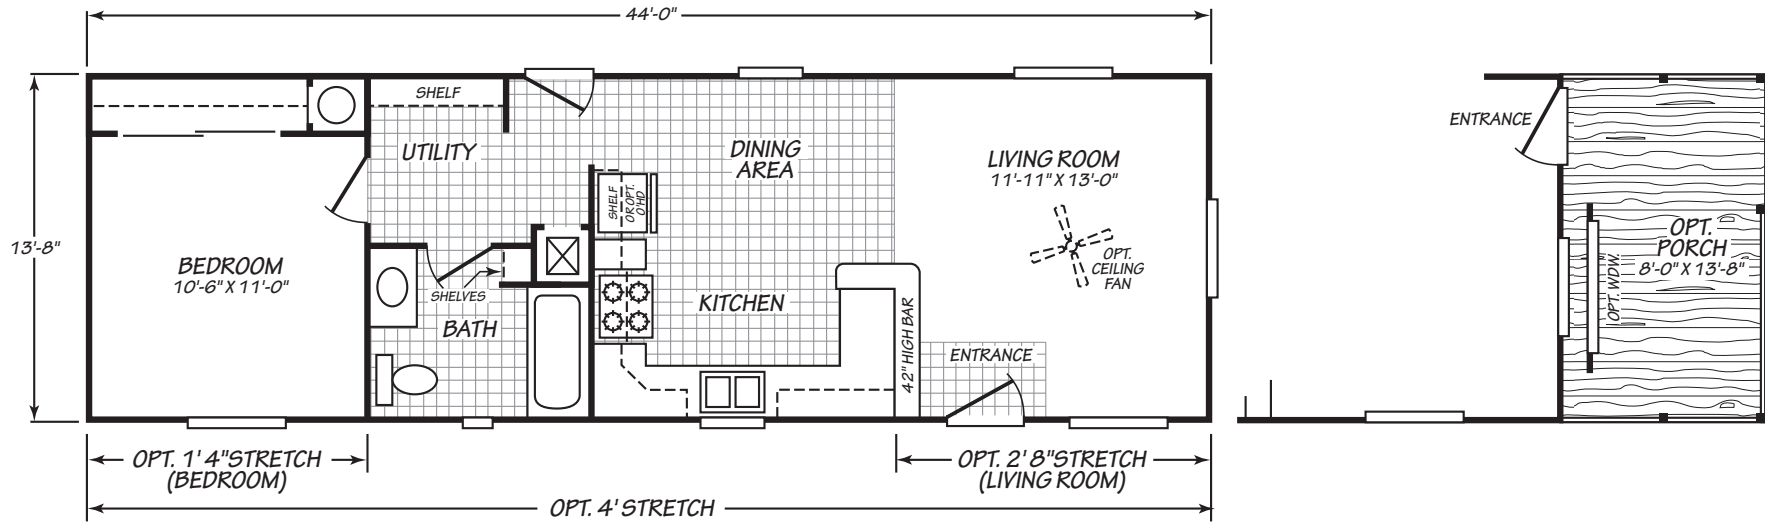 44'-0"
SHELF
UTILITY
DINING
AREA
LIVING ROOM
11'-11" X 13'-0"
SHELF
OR OPT.
O'HD
13'-8"
BEDROOM
10'-6" X 11'-0"
SHELVES
BATH
KITCHEN
OPT.
CEILING
FAN
42" HIGH BAR
ENTRANCE
ENTRANCE
OPT.
PORCH
8'-0" X 13'-8"
OPT. WDW.
OPT. 1' 4" STRETCH
(BEDROOM)
OPT. 2' 8" STRETCH
(LIVING ROOM)
OPT. 4' STRETCH